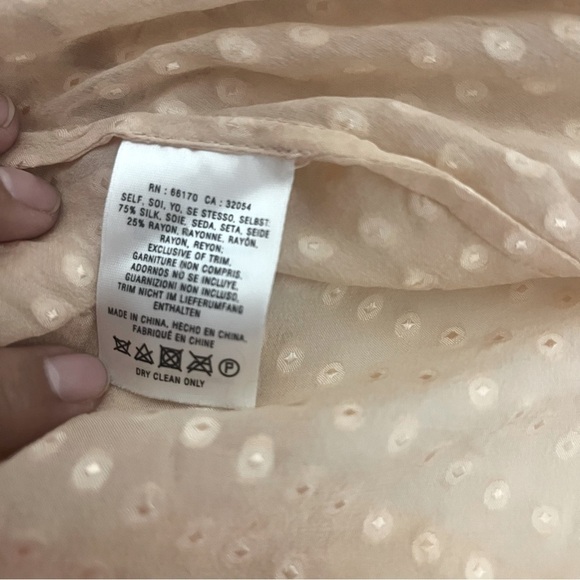 RN : 66170 CA : 32054
SELF, SOI, YO, SE STESSO, SELBST:
75% SILK, SOIE, SEDA, SETA, SEIDE
25% RAYON, RAYONNE, RAYÓN,
RAYON, REYON;
EXCLUSIVE OF TRIM.
GARNITURE NON COMPRIS.
ADORNOS NO SE INCLUYE.
GUARNIZIONI NON INCLUSO.
TRIM NICHT IM LIEFERUMFANG
ENTHALTEN
MADE IN CHINA, HECHO EN CHINA,
FABRIQUÉ EN CHINE
P
DRY CLEAN ONLY